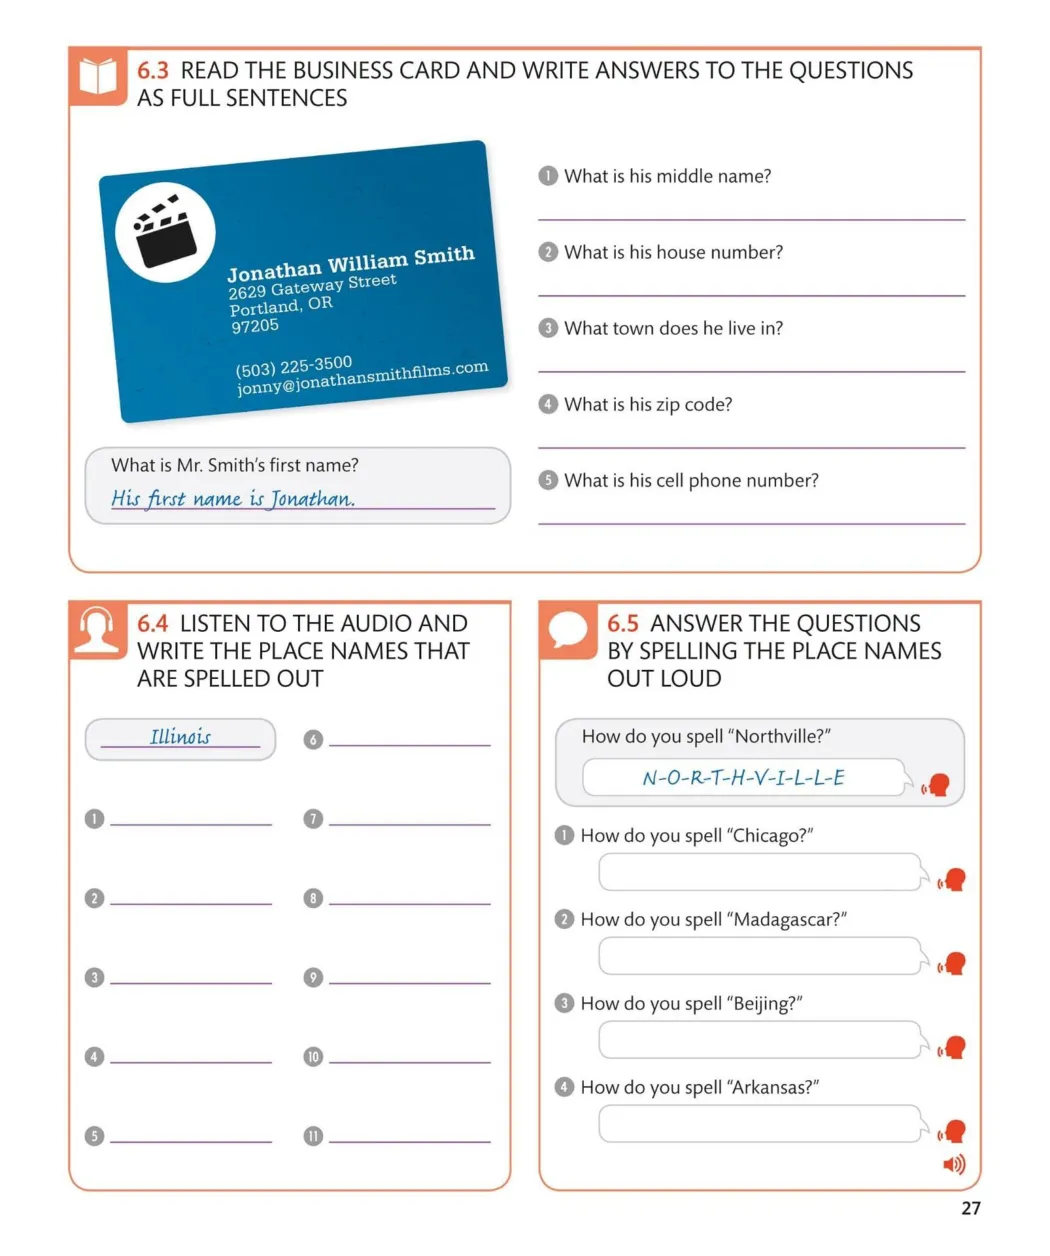 6.3 READ THE BUSINESS CARD AND WRITE ANSWERS TO THE QUESTIONS
AS FULL SENTENCES
Jonathan William Smith
2629 Gateway Street
Portland, OR
97205
(503) 225-3500
jonny@jonathansmithfilms.com
What is Mr. Smith's first name?
His first name is Jonathan.
1 What is his middle name?
2 What is his house number?
3 What town does he live in?
4 What is his zip code?
5 What is his cell phone number?
6.4 LISTEN TO THE AUDIO AND
WRITE THE PLACE NAMES THAT
ARE SPELLED OUT
Illinois
1
2
3
4
5
6
7
8
9
10
11
6.5 ANSWER THE QUESTIONS
BY SPELLING THE PLACE NAMES
OUT LOUD
How do you spell “Northville?”
N-O-R-T-H-V-I-L-L-E
1 How do you spell “Chicago?”
2 How do you spell “Madagascar?”
3 How do you spell “Beijing?”
4 How do you spell “Arkansas?”
27